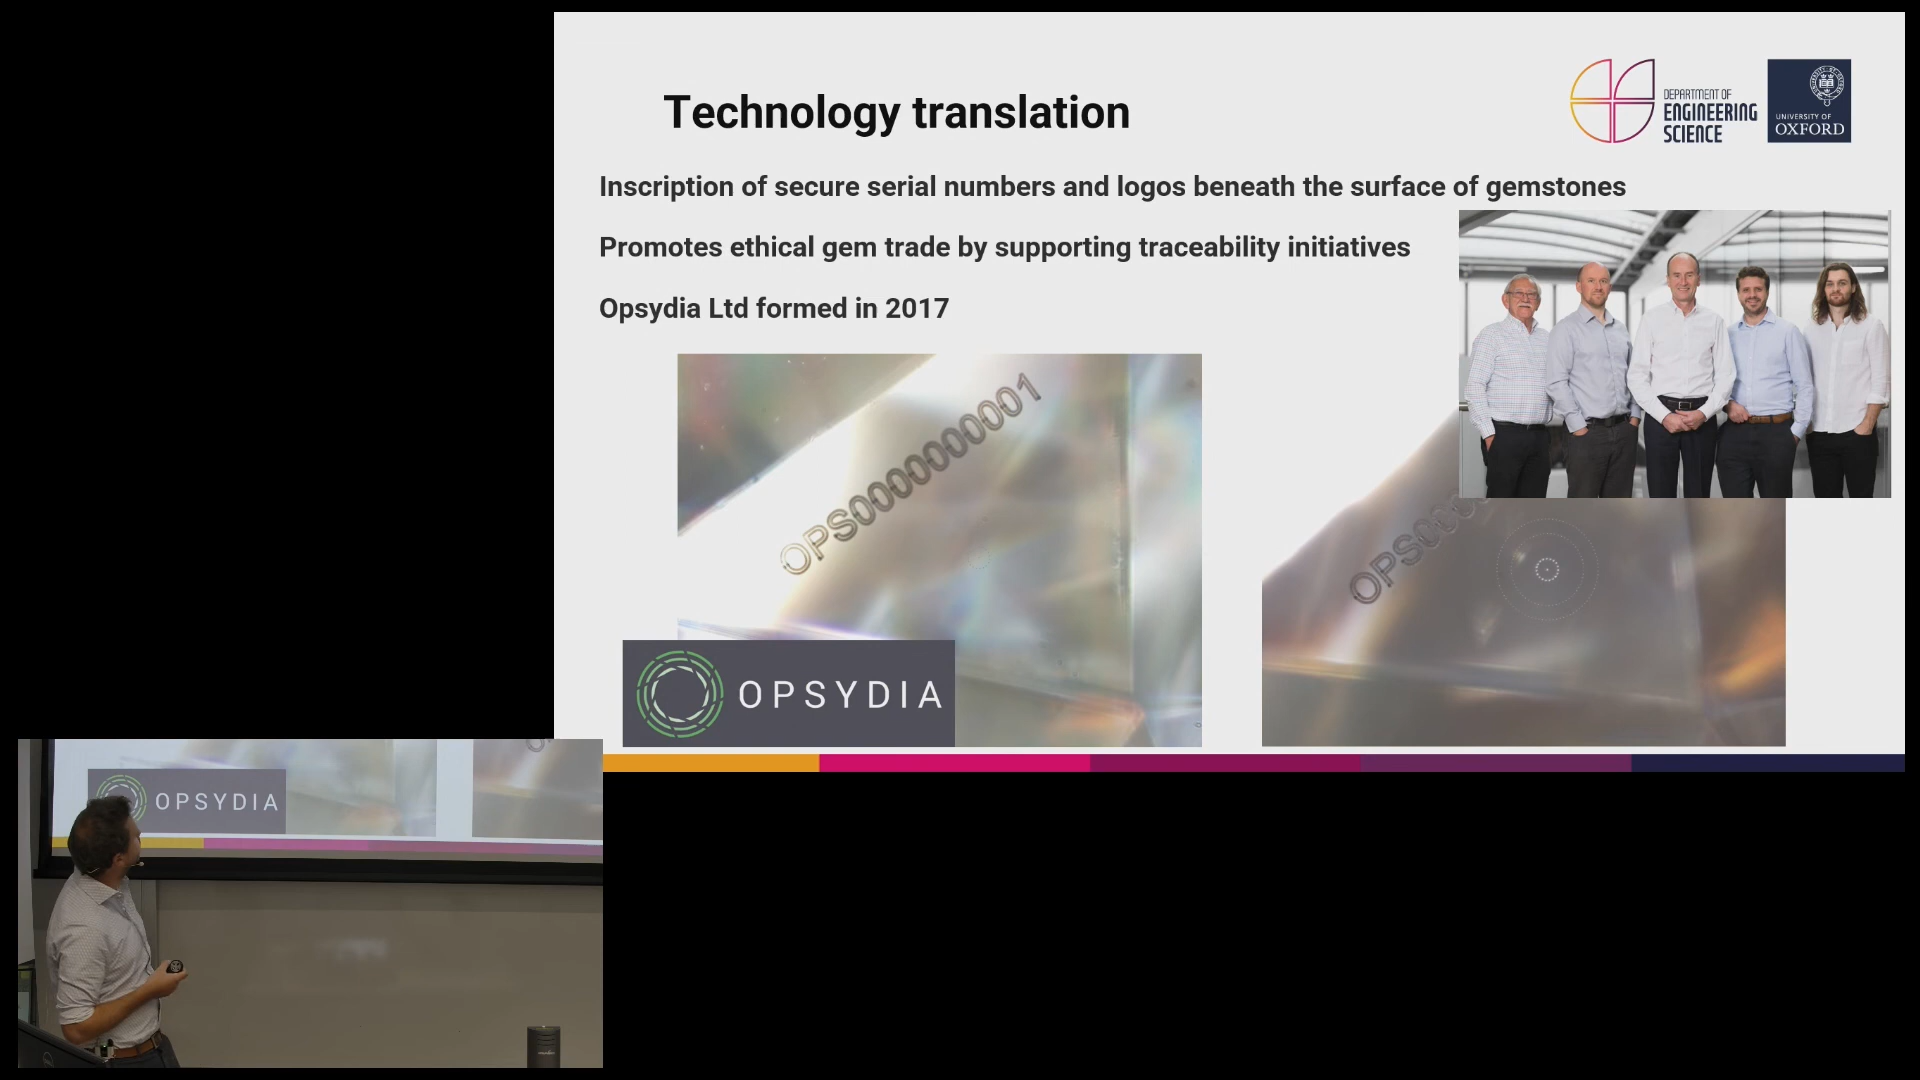 Technology translation
DEPARTMENT OF
ENGINEERING
SCIENCE
UNIVERSITY OF
OXFORD
Inscription of secure serial numbers and logos beneath the surface of gemstones
Promotes ethical gem trade by supporting traceability initiatives
Opsydia Ltd formed in 2017
OPS0000000001
OPS000
OPSYDIA
OPSYDIA